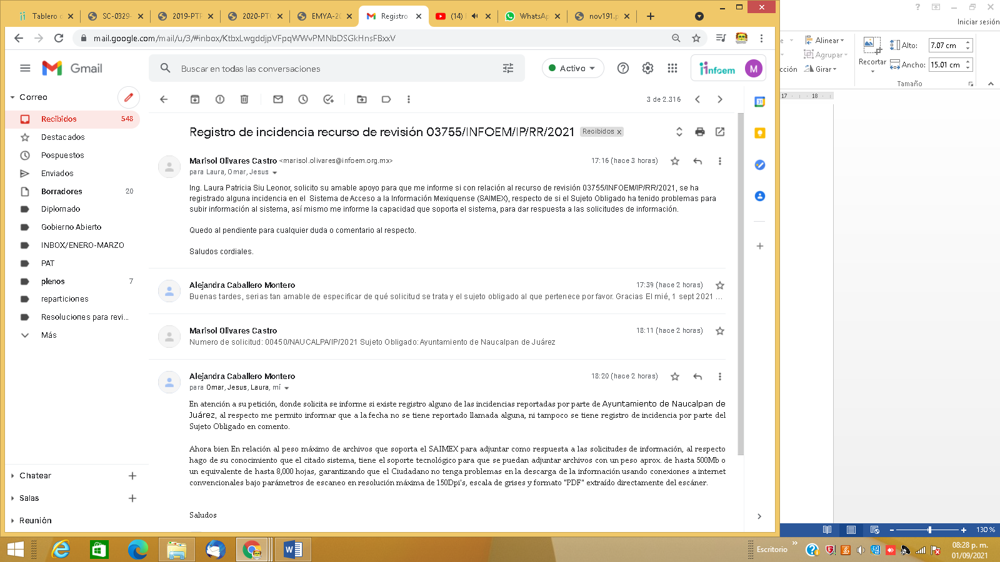 Tablero
SC-0329-
2019-PTP
2020-PTO
EMYA-20
Registro
(14)
WhatsAp
nov191.p
Iniciar sesión
mail.google.com/mail/u/3/#inbox/KtbxLwgddjpVFpqWWvPMNbDSGkHnsFBxxV
Alinear
Agrupar
Girar
cción
Recortar
Alto: 7.07 cm
Ancho: 15.01 cm
Tamaño
17 18
Gmail
Buscar en todas las conversaciones
Activo
infoem
M
Correo
Recibidos 548
Destacados
Pospuestos
Enviados
Borradores 20
Diplomado
Gobierno Abierto
INBOX/ENERO-MARZO
PAT
plenos 7
reparticiones
Resoluciones para revi...
Más
Chatear
Salas
Reunión
3 de 2.316
31
Registro de incidencia recurso de revisión 03755/INFOEM/IP/RR/2021 Recibidos x
Marisol Olivares Castro <marisol.olivares@infoem.org.mx> 17:16 (hace 3 horas)
para Laura, Omar, Jesus
Ing. Laura Patricia Siu Leonor, solicito su amable apoyo para que me informe si con relación al recurso de revisión 03755/INFOEM/IP/RR/2021, se ha
registrado alguna incidencia en el Sistema de Acceso a la Información Mexiquense (SAIMEX), respecto de si el Sujeto Obligado ha tenido problemas para
subir información al sistema, así mismo me informe la capacidad que soporta el sistema, para dar respuesta a las solicitudes de información.
Quedo al pendiente para cualquier duda o comentario al respecto.
Saludos cordiales.
Alejandra Caballero Montero 17:39 (hace 2 horas)
Buenas tardes, serias tan amable de especificar de qué solicitud se trata y el sujeto obligado al que pertenece por favor. Gracias El mié, 1 sept 2021 ...
Marisol Olivares Castro 18:11 (hace 2 horas)
Numero de solicitud: 00450/NAUCALPA/IP/2021 Sujeto Obligado: Ayuntamiento de Naucalpan de Juárez
Alejandra Caballero Montero 18:20 (hace 2 horas)
para Omar, Jesus, Laura, mí
En atención a su petición, donde solicita se informe si existe registro alguno de las incidencias reportadas por parte de Ayuntamiento de Naucalpan de
Juárez, al respecto me permito informar que a la fecha no se tiene reportado llamada alguna, ni tampoco se tiene registro de incidencia por parte del
Sujeto Obligado en comento.
Ahora bien En relación al peso máximo de archivos que soporta el SAIMEX para adjuntar como respuesta a las solicitudes de información, al respecto
hago de su conocimiento que el citado sistema, tiene el soporte tecnológico para que se puedan adjuntar archivos con un peso aprox. de hasta 500Mb o
un equivalente de hasta 8,000 hojas, garantizando que el Ciudadano no tenga problemas en la descarga de la información usando conexiones a internet
convencionales bajo parámetros de escaneo en resolución máxima de 150Dpi's, escala de grises y formato "PDF" extraído directamente del escáner.
Saludos
130 %
Escritorio
08:28 p. m.
01/09/2021